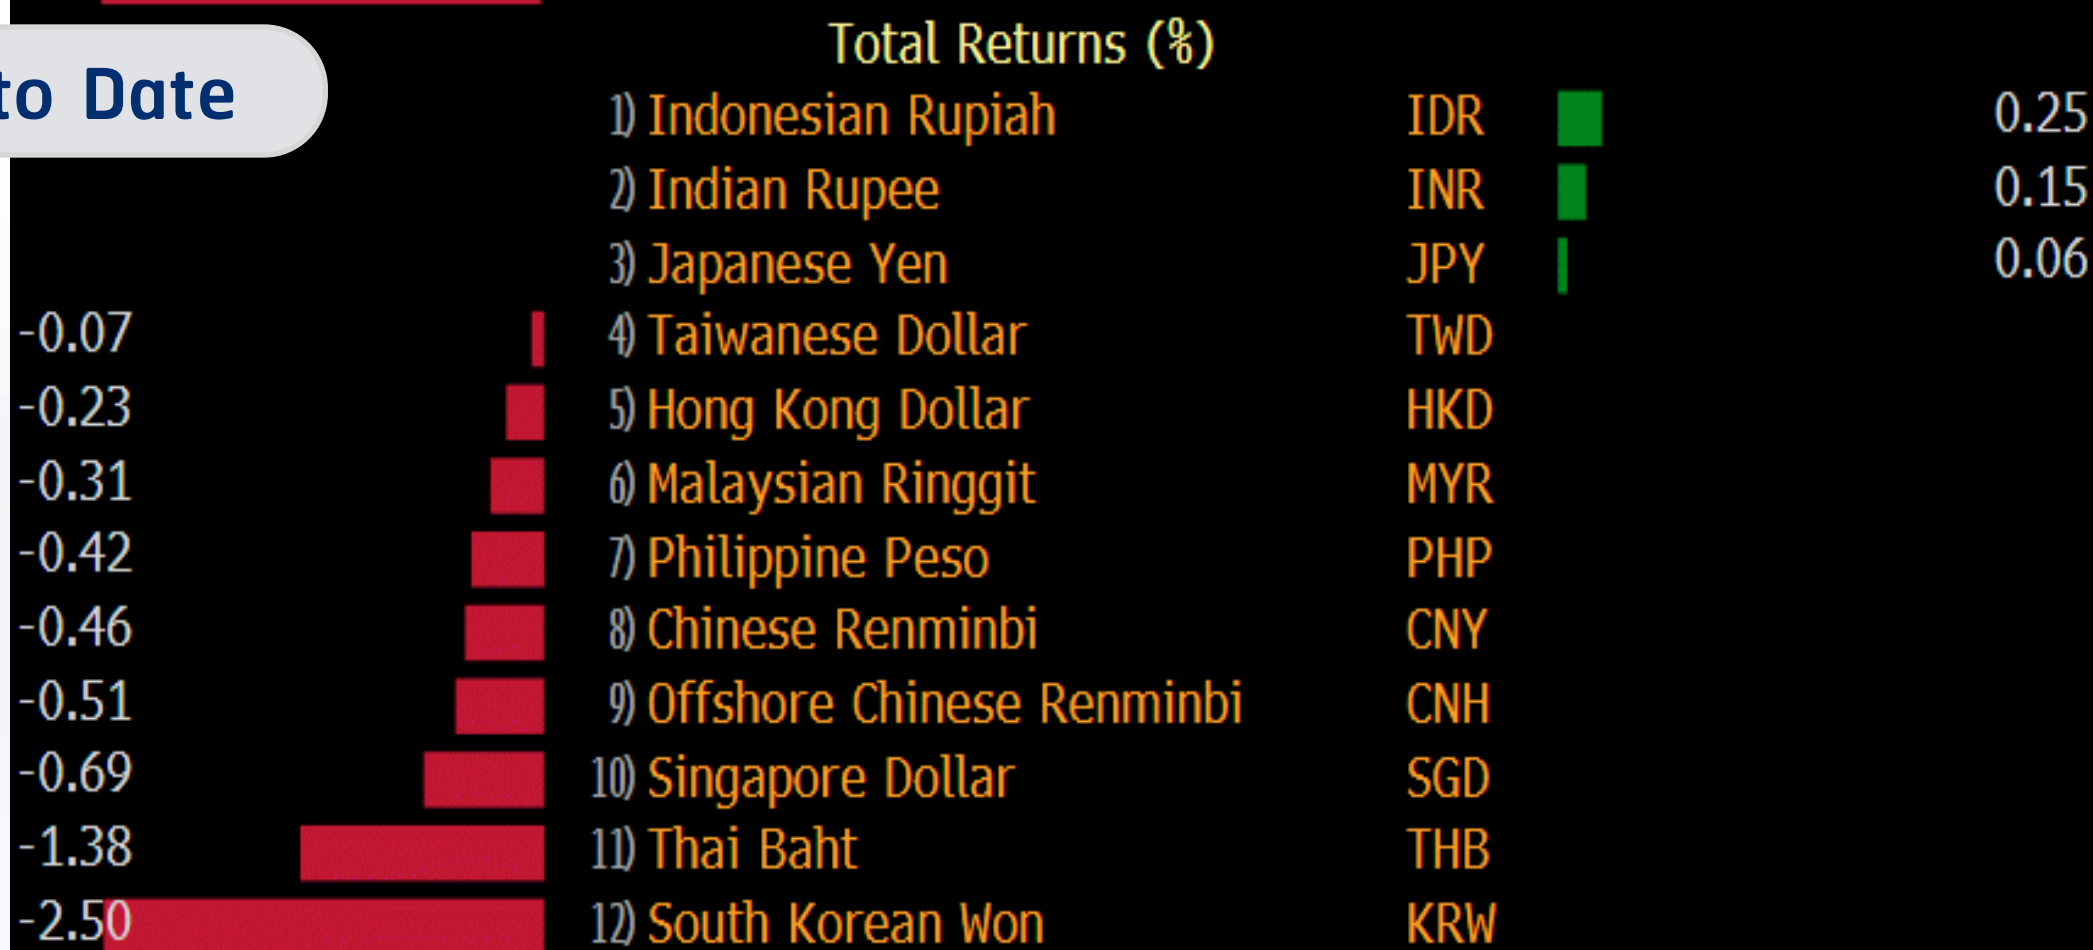 Total Returns (%)
to Date
1) Indonesian Rupiah IDR 0.25
2) Indian Rupee INR 0.15
3) Japanese Yen JPY 0.06
-0.07 4) Taiwanese Dollar TWD
-0.23 5) Hong Kong Dollar HKD
-0.31 6) Malaysian Ringgit MYR
-0.42 7) Philippine Peso PHP
-0.46 8) Chinese Renminbi CNY
-0.51 9) Offshore Chinese Renminbi CNH
-0.69 10) Singapore Dollar SGD
-1.38 11) Thai Baht THB
-2.50 12) South Korean Won KRW